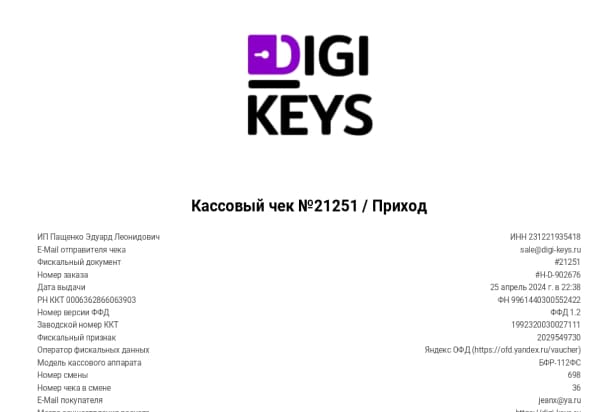 DIGI
KEYS
Кассовый чек №21251 / Приход
ИП Пащенко Эдуард Леонидович ИНН 231221935418
E-Mail отправителя чека sale@digi-keys.ru
Фискальный документ #21251
Номер заказа #H-D-902676
Дата выдачи 25 апрель 2024 г. в 22:38
РН ККТ 0006362866063903 ФН 9961440300552422
Номер версии ФФД ФФД 1.2
Заводской номер ККТ 1992320030027111
Фискальный признак 2029549730
Оператор фискальных данных Яндекс ОФД (https://ofd.yandex.ru/vaucher)
Модель кассового аппарата БФР-112ФС
Номер смены 698
Номер чека в смене 36
E-Mail покупателя jeanx@ya.ru